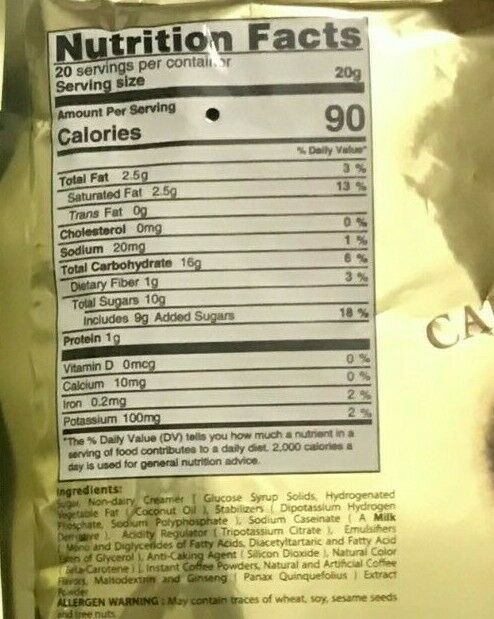 Nutrition Facts
20 servings per container
Serving size 20g
Amount Per Serving
Calories 90
% Daily Value*
Total Fat 2.5g 3 %
Saturated Fat 2.5g 13 %
Trans Fat 0g
Cholesterol 0mg 0 %
Sodium 20mg 1 %
Total Carbohydrate 16g 6 %
Dietary Fiber 1g 3 %
Total Sugars 10g
Includes 9g Added Sugars 18 %
Protein 1g
Vitamin D 0mcg 0 %
Calcium 10mg 0 %
Iron 0.2mg 2 %
Potassium 100mg 2 %
*The % Daily Value (DV) tells you how much a nutrient in a
serving of food contributes to a daily diet. 2,000 calories a
day is used for general nutrition advice.
CA
Ingredients:
Sugar, Non-dairy Creamer ( Glucose Syrup Solids, Hydrogenated
Vegetable Fat ( Coconut Oil ), Stabilizers ( Dipotassium Hydrogen
Phosphate, Sodium Polyphosphate ), Sodium Caseinate ( A Milk
Derivative ), Acidity Regulator ( Tripotassium Citrate ), Emulsifiers
( Mono and Diglycerides of Fatty Acids, Diacetyltartaric and Fatty Acid
Esters of Glycerol ), Anti-Caking Agent ( Silicon Dioxide ), Natural Color
( Beta-Carotene ) ), Instant Coffee Powders, Natural and Artificial Coffee
Flavors, Maltodextrin and Ginseng ( Panax Quinquefolius ) Extract
Powder
ALLERGEN WARNING : May contain traces of wheat, soy, sesame seeds
and tree nuts